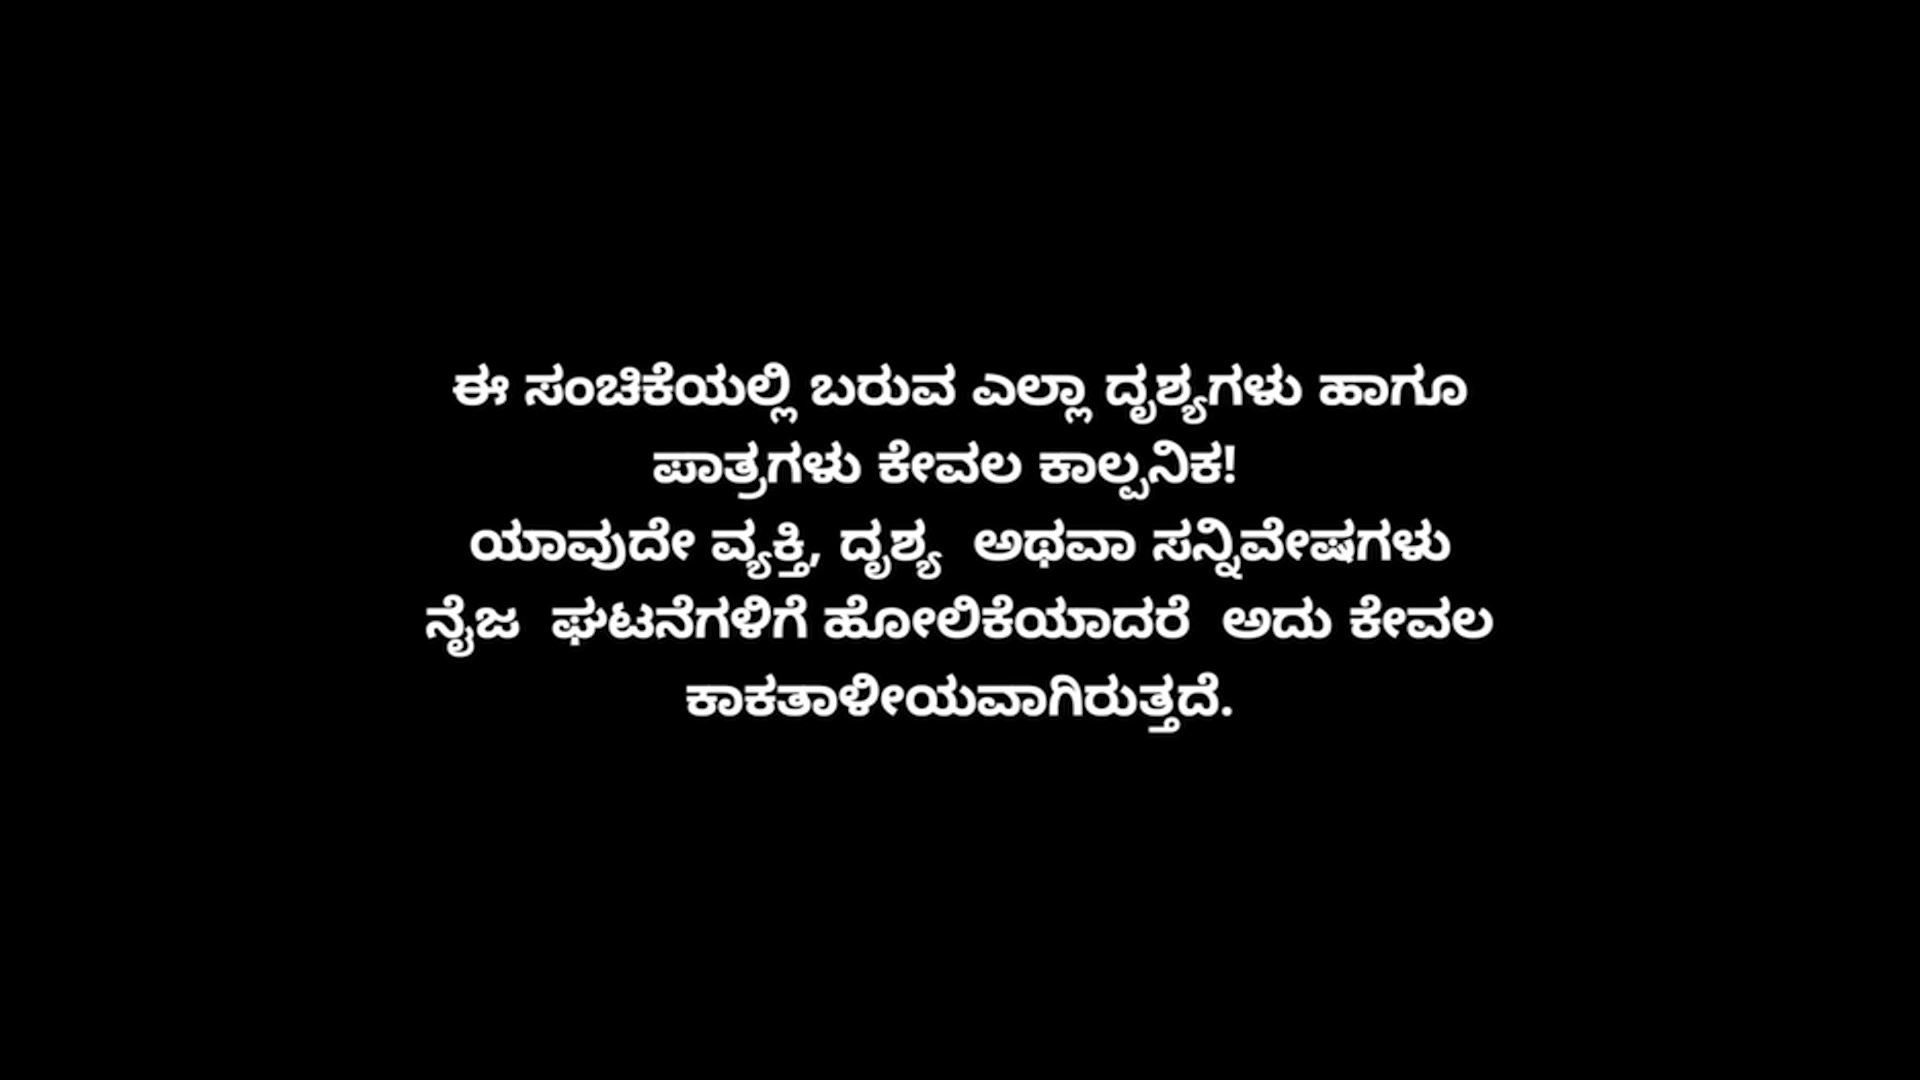 ಈ ಸಂಚಿಕೆಯಲ್ಲಿ ಬರುವ ಎಲ್ಲಾ ದೃಶ್ಯಗಳು ಹಾಗೂ
ಪಾತ್ರಗಳು ಕೇವಲ ಕಾಲ್ಪನಿಕ!
ಯಾವುದೇ ವ್ಯಕ್ತಿ, ದೃಶ್ಯ ಅಥವಾ ಸನ್ನಿವೇಷಗಳು
ನೈಜ ಘಟನೆಗಳಿಗೆ ಹೋಲಿಕೆಯಾದರೆ ಅದು ಕೇವಲ
ಕಾಕತಾಳೀಯವಾಗಿರುತ್ತದೆ.